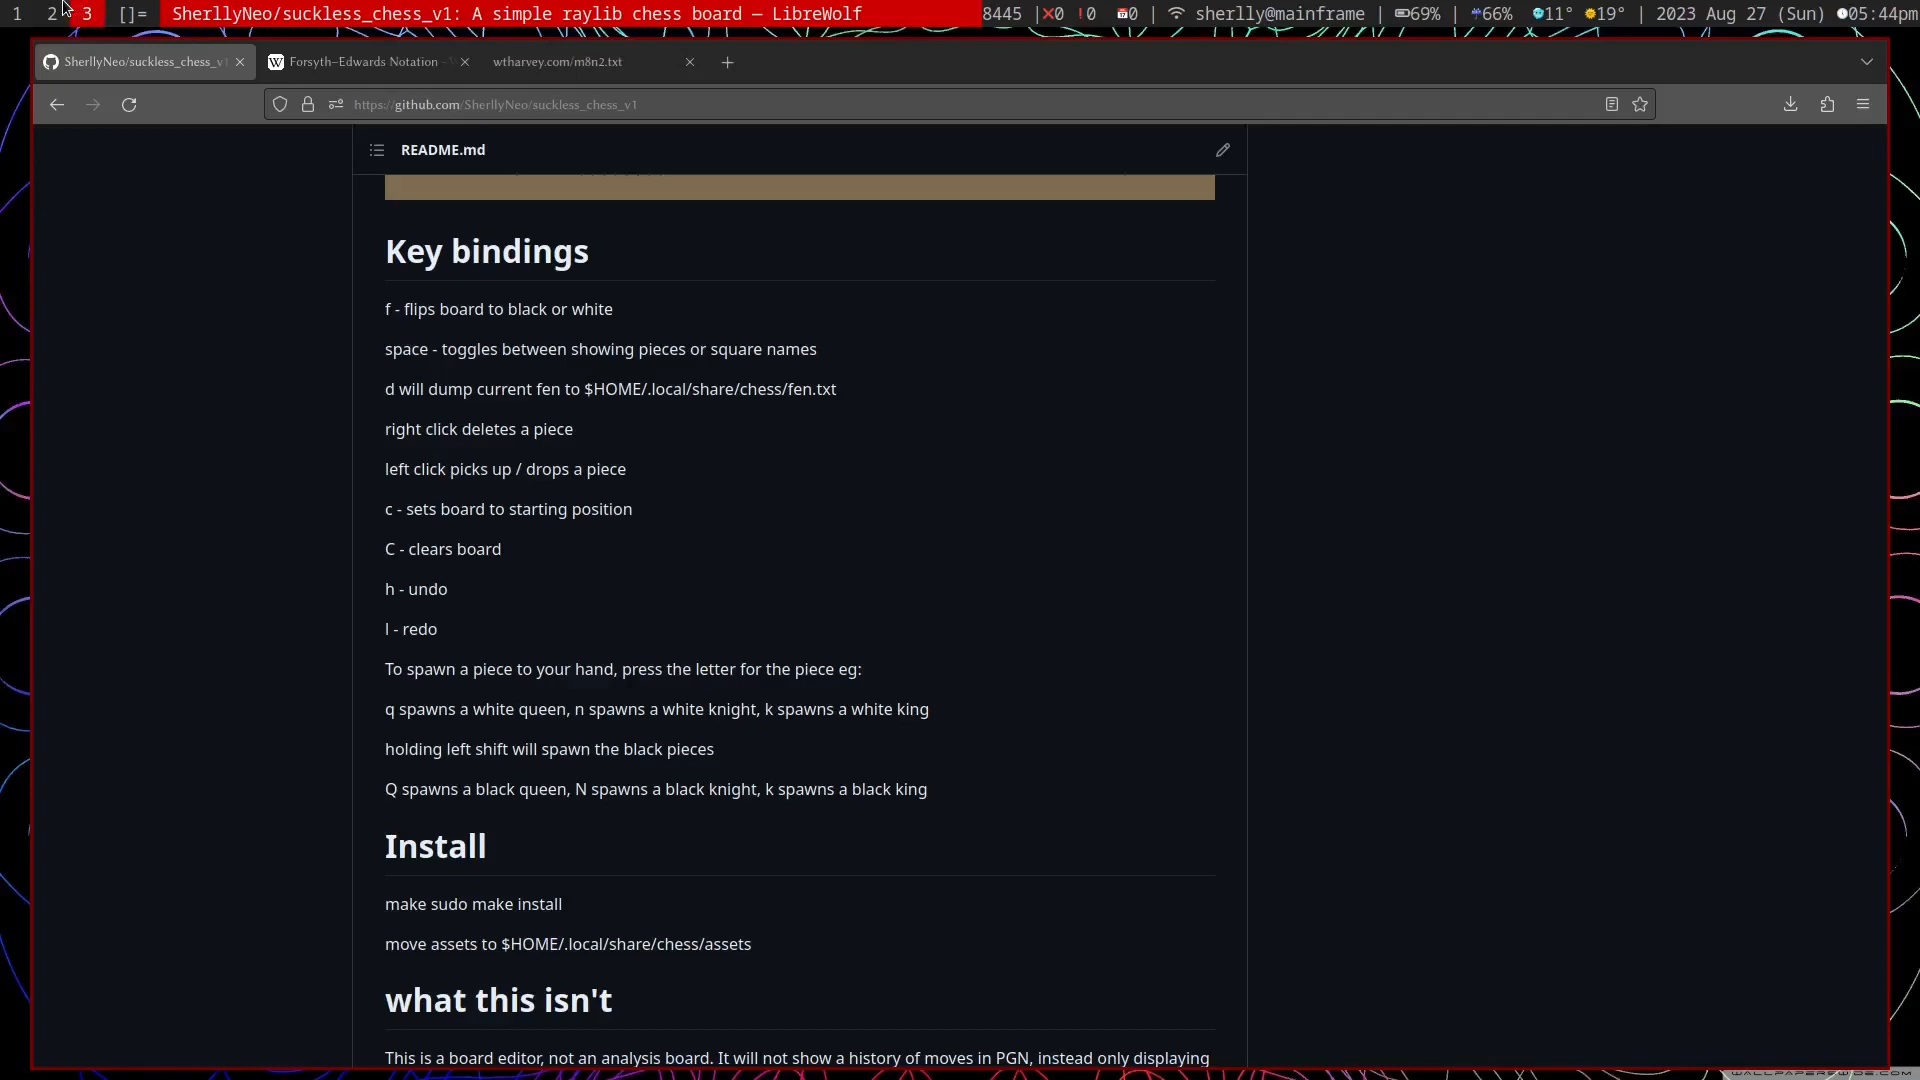 1 2 3 []= SherllyNeo/suckless_chess_v1: A simple raylib chess board — LibreWolf 8445 |❌0 ❗0 📅0 | sherlly@mainframe | 69% | 66% 11° 19° | 2023 Aug 27 (Sun) 05:44pm
SherllyNeo/suckless_chess_v1 Forsyth–Edwards Notation wtharvey.com/m8n2.txt
https://github.com/SherllyNeo/suckless_chess_v1
README.md
Key bindings
f - flips board to black or white
space - toggles between showing pieces or square names
d will dump current fen to $HOME/.local/share/chess/fen.txt
right click deletes a piece
left click picks up / drops a piece
c - sets board to starting position
C - clears board
h - undo
l - redo
To spawn a piece to your hand, press the letter for the piece eg:
q spawns a white queen, n spawns a white knight, k spawns a white king
holding left shift will spawn the black pieces
Q spawns a black queen, N spawns a black knight, k spawns a black king
Install
make sudo make install
move assets to $HOME/.local/share/chess/assets
what this isn't
This is a board editor, not an analysis board. It will not show a history of moves in PGN, instead only displaying